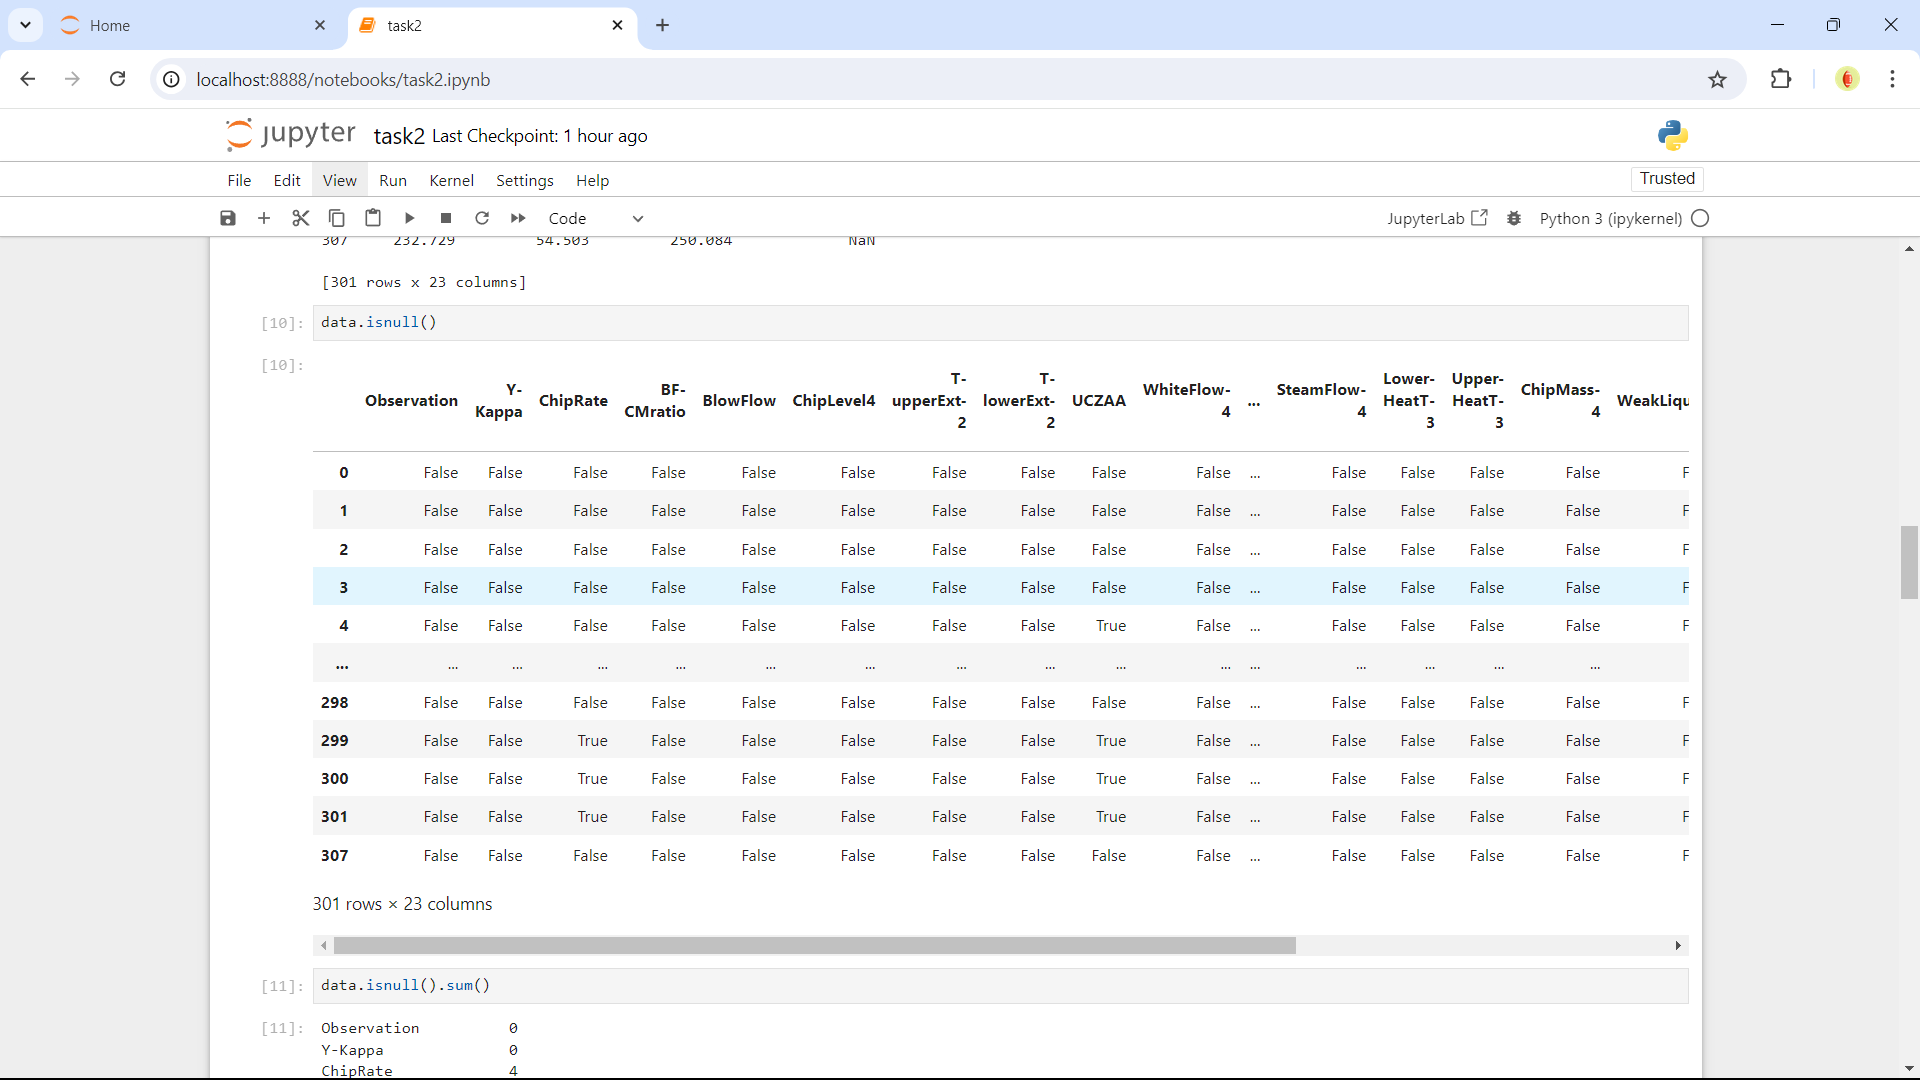 Home
task2
localhost:8888/notebooks/task2.ipynb
jupyter task2 Last Checkpoint: 1 hour ago
File Edit View Run Kernel Settings Help Trusted
Code JupyterLab Python 3 (ipykernel)
307 232.729 54.503 250.084 NaN
[301 rows x 23 columns]
[10]: data.isnull()
[10]:
Observation Y-Kappa ChipRate BF-CMratio BlowFlow ChipLevel4 T-upperExt-2 T-lowerExt-2 UCZAA WhiteFlow-4 ... SteamFlow-4 Lower-HeatT-3 Upper-HeatT-3 ChipMass-4 WeakLiqu
0 False False False False False False False False False False ... False False False False F
1 False False False False False False False False False False ... False False False False F
2 False False False False False False False False False False ... False False False False F
3 False False False False False False False False False False ... False False False False F
4 False False False False False False False False True False ... False False False False F
... ... ... ... ... ... ... ... ... ... ... ... ... ... ... ...
298 False False False False False False False False False False ... False False False False F
299 False False True False False False False False True False ... False False False False F
300 False False True False False False False False True False ... False False False False F
301 False False True False False False False False True False ... False False False False F
307 False False False False False False False False False False ... False False False False F
301 rows × 23 columns
[11]: data.isnull().sum()
[11]: Observation 0
Y-Kappa 0
ChipRate 4